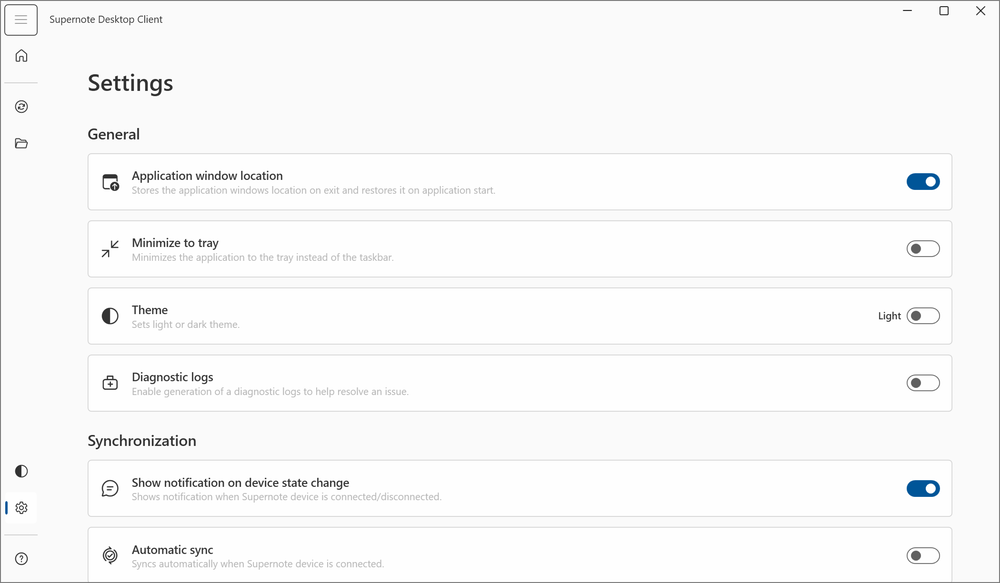 Supernote Desktop Client
Settings
General
Application window location
Stores the application windows location on exit and restores it on application start.
Minimize to tray
Minimizes the application to the tray instead of the taskbar.
Theme
Sets light or dark theme.
Light
Diagnostic logs
Enable generation of a diagnostic logs to help resolve an issue.
Synchronization
Show notification on device state change
Shows notification when Supernote device is connected/disconnected.
Automatic sync
Syncs automatically when Supernote device is connected.